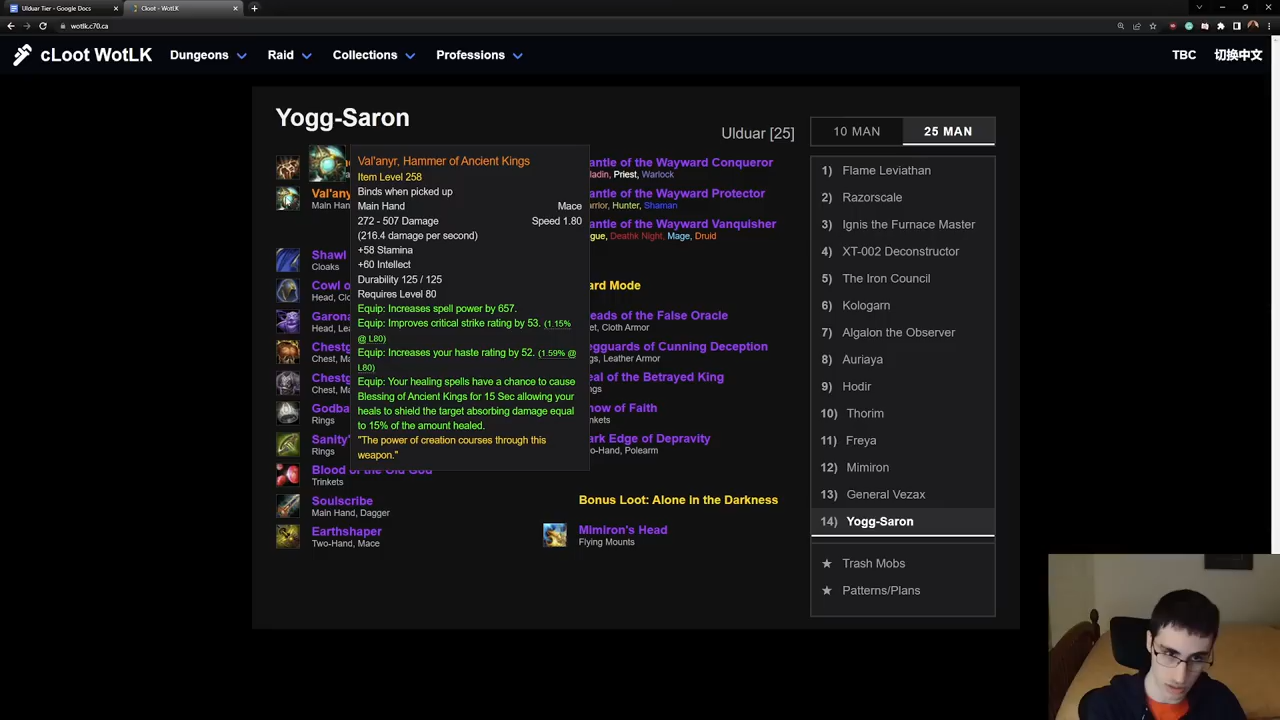 Ulduar Tier - Google Docs
Cloot - WotLK
wotlk.c70.ca
cLoot WotLK
Dungeons
Raid
Collections
Professions
TBC
切换中文
Yogg-Saron
Ulduar [25]
Val'any
Main Han
Val'anyr, Hammer of Ancient Kings
Item Level 258
Binds when picked up
Main Hand Mace
272 - 507 Damage Speed 1.80
(216.4 damage per second)
+58 Stamina
+60 Intellect
Durability 125 / 125
Requires Level 80
Equip: Increases spell power by 657.
Equip: Improves critical strike rating by 53. (1.15%
@ L80)
Equip: Increases your haste rating by 52. (1.59% @
L80)
Equip: Your healing spells have a chance to cause
Blessing of Ancient Kings for 15 Sec allowing your
heals to shield the target absorbing damage equal
to 15% of the amount healed.
"The power of creation courses through this
weapon."
Shawl
Cloaks
Cowl o
Head, Clo
Garona
Head, Lea
Chestg
Chest, Ma
Chestg
Chest, Ma
Godba
Rings
Sanity'
Rings
Blood of the Old God
Trinkets
Soulscribe
Main Hand, Dagger
Earthshaper
Two-Hand, Mace
antle of the Wayward Conqueror
ladin, Priest, Warlock
antle of the Wayward Protector
arrior, Hunter, Shaman
antle of the Wayward Vanquisher
gue, Deathk Night, Mage, Druid
ard Mode
eads of the False Oracle
et, Cloth Armor
egguards of Cunning Deception
gs, Leather Armor
eal of the Betrayed King
ngs
how of Faith
nkets
ark Edge of Depravity
o-Hand, Polearm
Bonus Loot: Alone in the Darkness
Mimiron's Head
Flying Mounts
10 MAN
25 MAN
1) Flame Leviathan
2) Razorscale
3) Ignis the Furnace Master
4) XT-002 Deconstructor
5) The Iron Council
6) Kologarn
7) Algalon the Observer
8) Auriaya
9) Hodir
10) Thorim
11) Freya
12) Mimiron
13) General Vezax
14) Yogg-Saron
★ Trash Mobs
★ Patterns/Plans